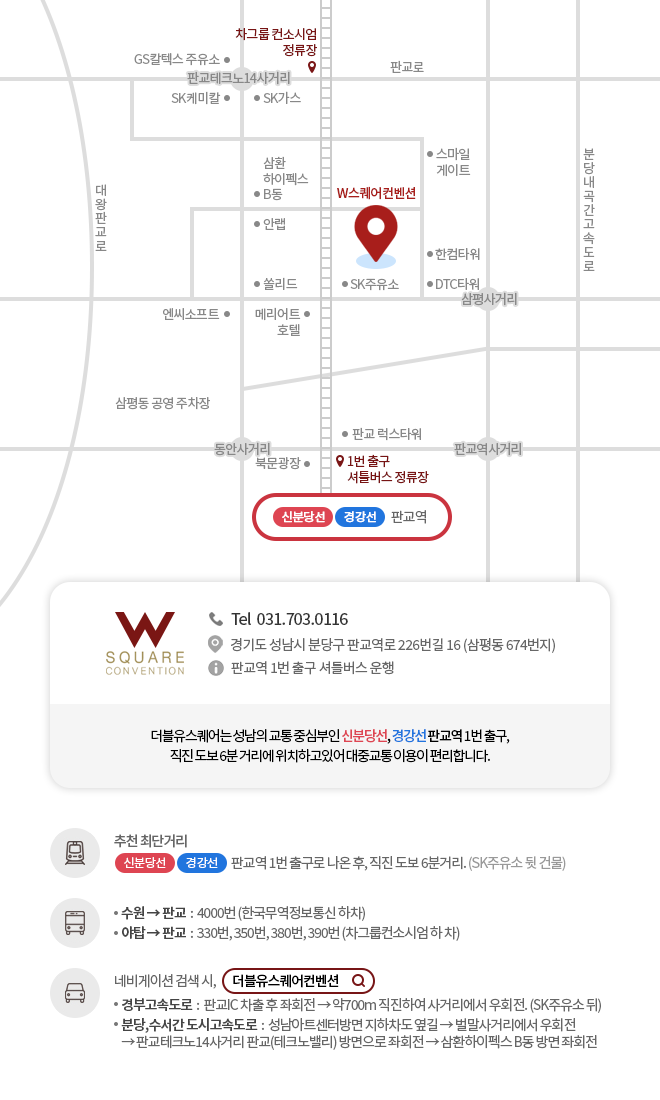 차그룹 컨소시엄
정류장
GS칼텍스 주유소
판교로
판교테크노14사거리
SK케미칼
SK가스
스마일
게이트
분당내곡간고속도로
삼환
하이펙스
B동
대왕판교로
W스퀘어컨벤션
안랩
한컴타워
쏠리드
SK주유소
DTC타워
삼평사거리
엔씨소프트
메리어트
호텔
삼평동 공영 주차장
판교 럭스타워
동안사거리
판교역사거리
북문광장
1번 출구
셔틀버스 정류장
신분당선 경강선 판교역
W
SQUARE
CONVENTION
Tel 031.703.0116
경기도 성남시 분당구 판교역로 226번길 16 (삼평동 674번지)
판교역 1번 출구 셔틀버스 운행
더블유스퀘어는 성남의 교통 중심부인 신분당선, 경강선 판교역 1번 출구,
직진 도보 6분 거리에 위치하고있어 대중교통 이용이 편리합니다.
추천 최단거리
신분당선 경강선 판교역 1번 출구로 나온 후, 직진 도보 6분거리. (SK주유소 뒷 건물)
• 수원 → 판교 : 4000번 (한국무역정보통신 하차)
• 야탑 → 판교 : 330번, 350번, 380번, 390번 (차그룹컨소시엄 하 차)
네비게이션 검색 시, 더블유스퀘어컨벤션
• 경부고속도로 : 판교IC 차출 후 좌회전 → 약700m 직진하여 사거리에서 우회전. (SK주유소 뒤)
• 분당,수서간 도시고속도로 : 성남아트센터방면 지하차도 옆길 → 벌말사거리에서 우회전
→ 판교테크노14사거리 판교(테크노밸리) 방면으로 좌회전 → 삼환하이펙스 B동 방면 좌회전